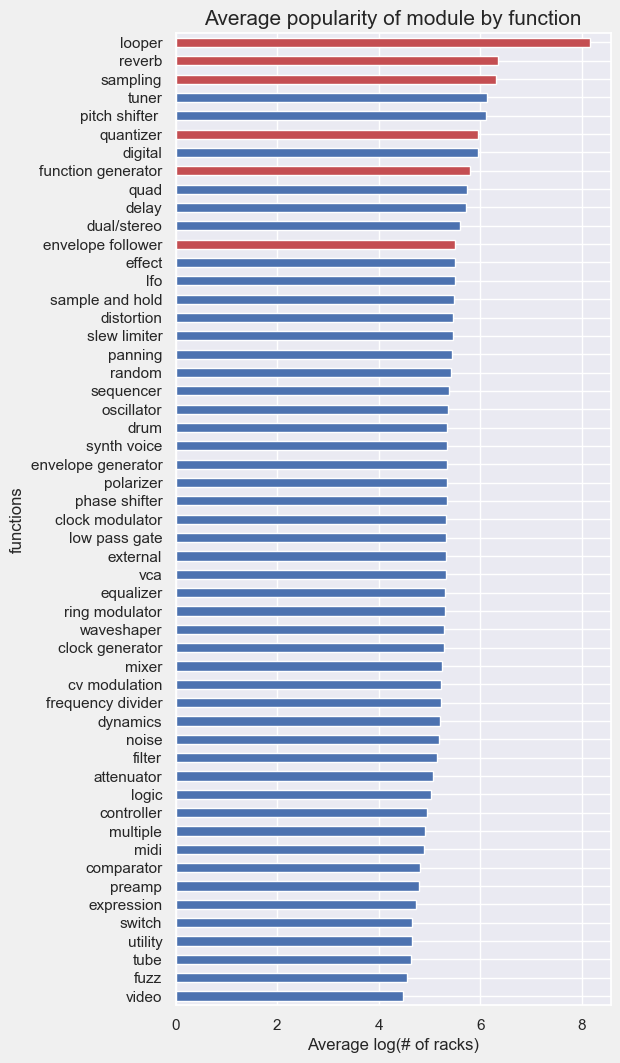 Average popularity of module by function
looper
reverb
sampling
tuner
pitch shifter
quantizer
digital
function generator
quad
delay
dual/stereo
envelope follower
effect
lfo
sample and hold
distortion
slew limiter
panning
random
sequencer
oscillator
drum
synth voice
envelope generator
polarizer
phase shifter
clock modulator
low pass gate
external
vca
equalizer
ring modulator
waveshaper
clock generator
mixer
cv modulation
frequency divider
dynamics
noise
filter
attenuator
logic
controller
multiple
midi
comparator
preamp
expression
switch
utility
tube
fuzz
video
functions
0 2 4 6 8
Average log(# of racks)